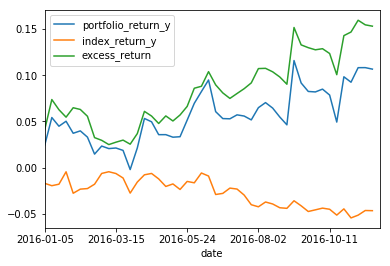 portfolio_return_y
index_return_y
excess_return
0.15
0.10
0.05
0.00
−0.05
2016-01-05
2016-03-15
2016-05-24
2016-08-02
2016-10-11
date